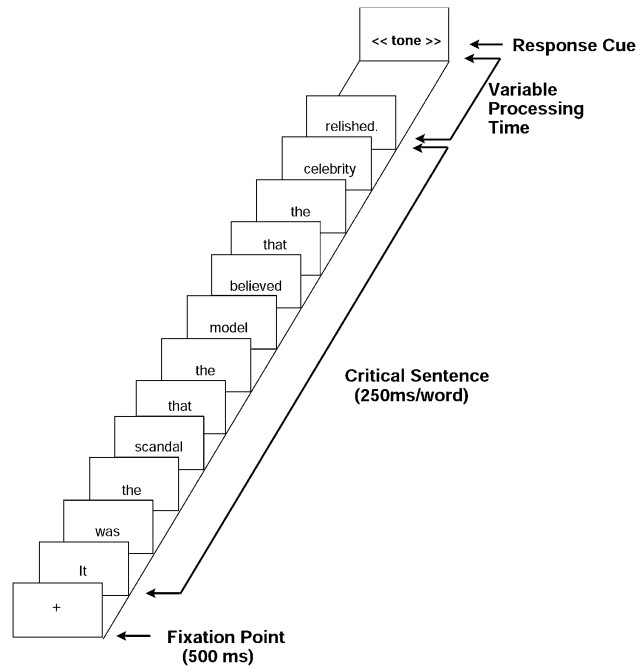 << tone >>
Response Cue
Variable
Processing
Time
relished.
celebrity
the
that
believed
model
the
that
scandal
the
was
It
+
Critical Sentence
(250ms/word)
Fixation Point
(500 ms)